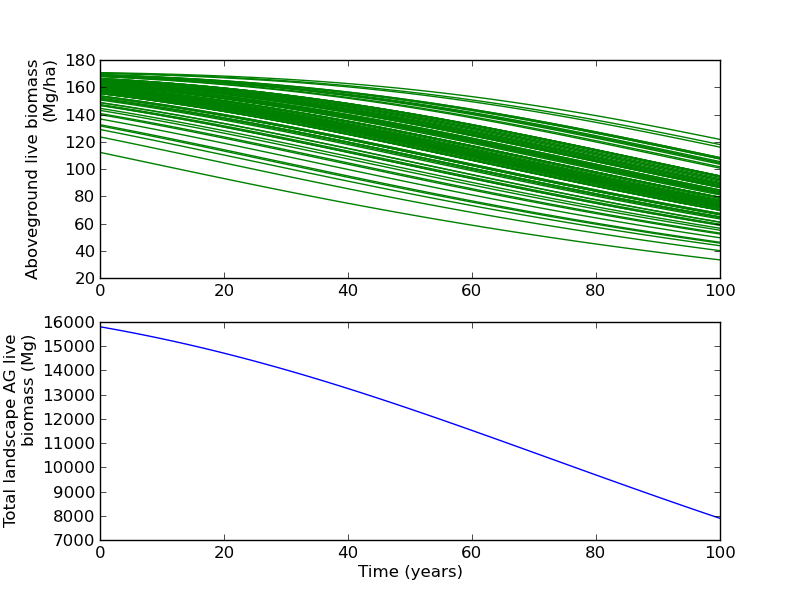 Aboveground live biomass
(Mg/ha)
180
160
140
120
100
80
60
40
20
0 20 40 60 80 100
Total landscape AG live
biomass (Mg)
16000
15000
14000
13000
12000
11000
10000
9000
8000
7000
0 20 40 60 80 100
Time (years)